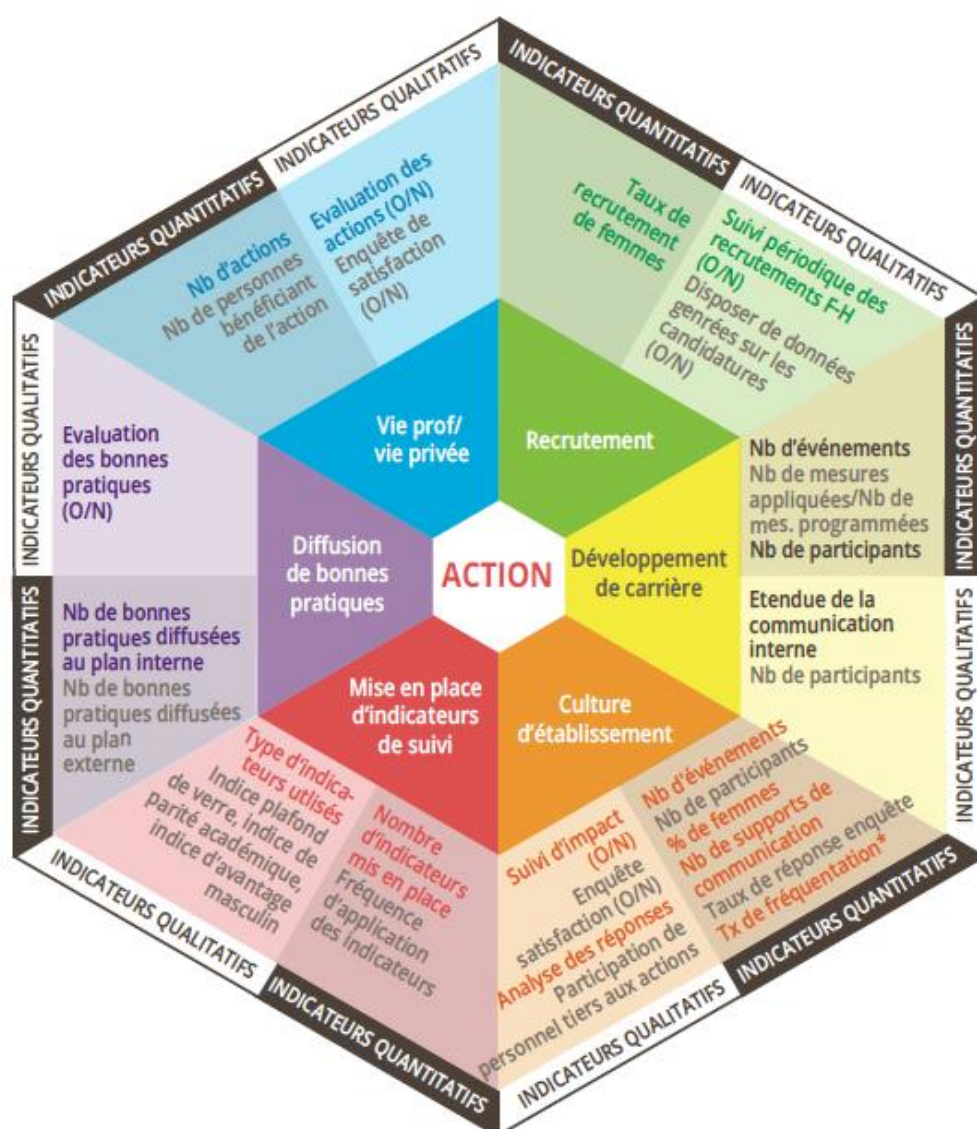 INDICATEURS QUANTITATIFS
Taux de
recrutement
de femmes
INDICATEURS QUALITATIFS
Suivi périodique des
recrutements F-H
(O/N)
Disposer de données
genrées sur les
candidatures
(O/N)
Recrutement
INDICATEURS QUANTITATIFS
Nb d'événements
Nb de mesures
appliquées/Nb de
mes. programmées
Nb de participants
INDICATEURS QUALITATIFS
Etendue de la
communication
interne
Nb de participants
Développement
de carrière
INDICATEURS QUANTITATIFS
Nb d'événements
Nb de participants
% de femmes
Nb de supports de
communication
Taux de réponse enquête
Tx de fréquentation*
INDICATEURS QUALITATIFS
Suivi d'impact
(O/N)
Enquête
satisfaction (O/N)
Analyse des réponses
Participation de
personnel tiers aux actions
Culture
d'établissement
INDICATEURS QUANTITATIFS
Nombre
d'indicateurs
mis en place
Fréquence
d'application
des indicateurs
INDICATEURS QUALITATIFS
Type d'indica-
teurs utlisés
Indice plafond
de verre, indice de
parité académique,
indice d'avantage
masculin
Mise en place
d'indicateurs
de suivi
INDICATEURS QUANTITATIFS
Nb de bonnes
pratiques diffusées
au plan interne
Nb de bonnes
pratiques diffusées
au plan
externe
INDICATEURS QUALITATIFS
Evaluation
des bonnes
pratiques
(O/N)
Diffusion
de bonnes
pratiques
INDICATEURS QUANTITATIFS
Nb d'actions
Nb de personnes
bénéficiant
de l'action
INDICATEURS QUALITATIFS
Evaluation des
actions (O/N)
Enquête de
satisfaction
(O/N)
Vie prof/
vie privée
ACTION